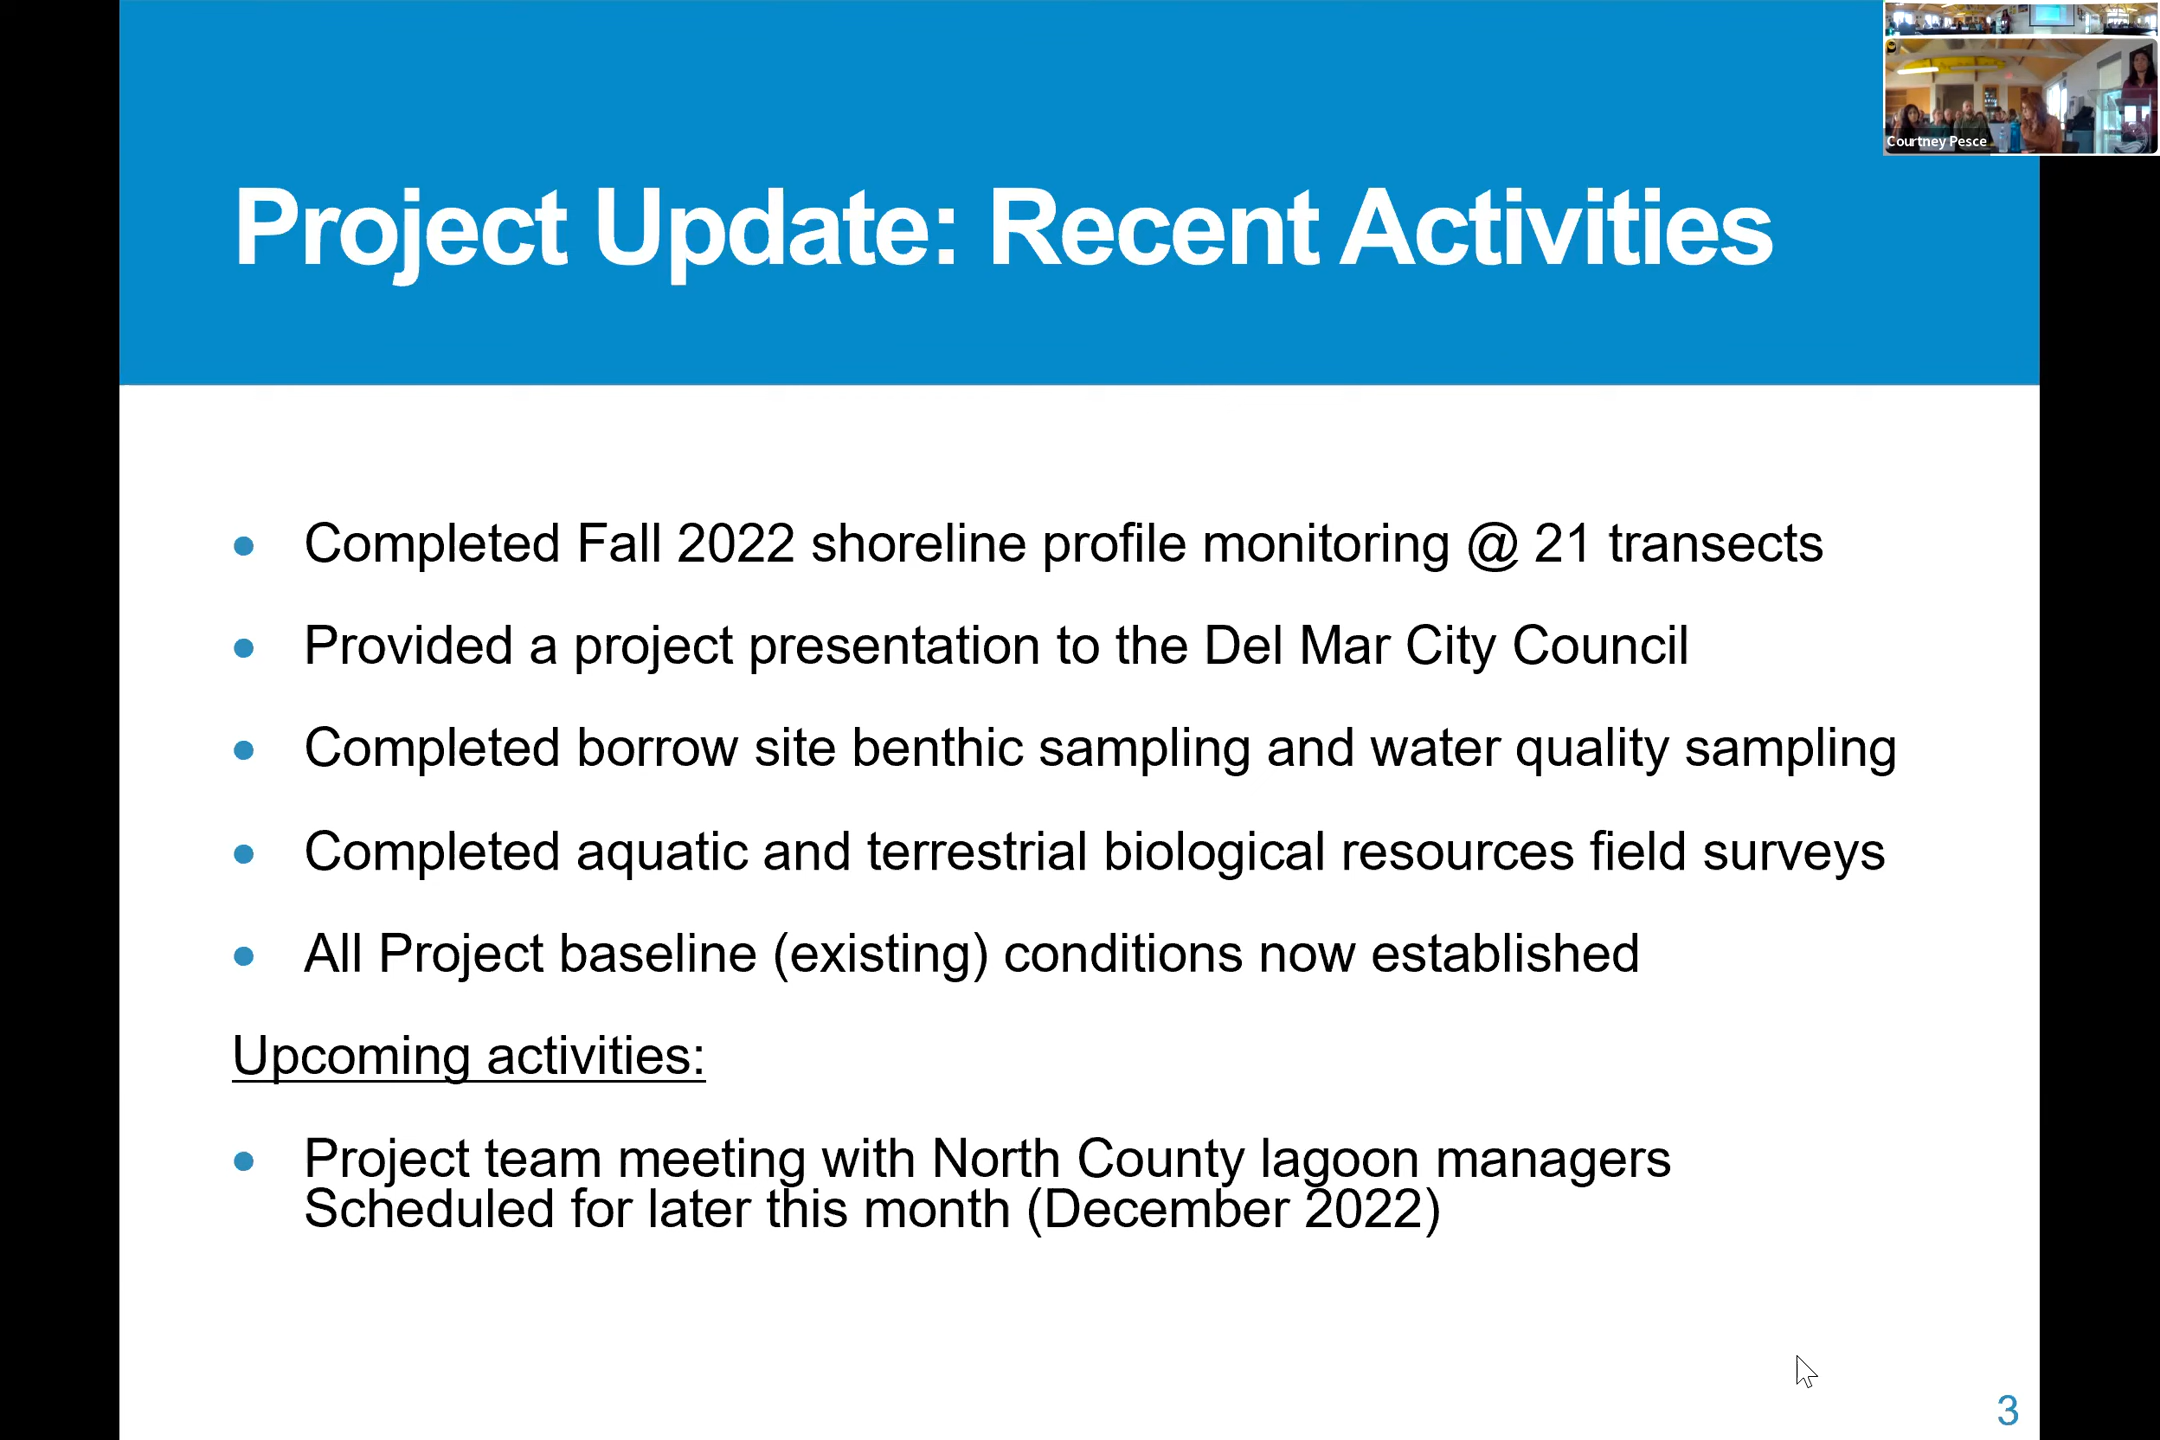 Courtney Pesce
Project Update: Recent Activities
• Completed Fall 2022 shoreline profile monitoring @ 21 transects
• Provided a project presentation to the Del Mar City Council
• Completed borrow site benthic sampling and water quality sampling
• Completed aquatic and terrestrial biological resources field surveys
• All Project baseline (existing) conditions now established
Upcoming activities:
• Project team meeting with North County lagoon managers
Scheduled for later this month (December 2022)
3